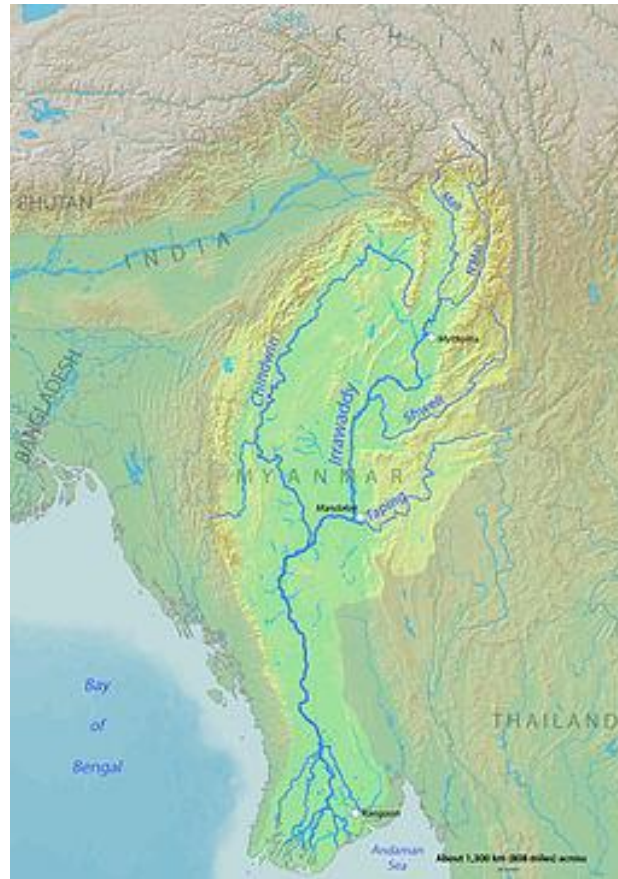 CHINA
BHUTAN
INDIA
Mali
NMai
Myitkyina
Chindwin
BANGLADESH
Irrawaddy
Shweli
MYANMAR
Mandalay
Taping
Bay
of
Bengal
THAILAND
Rangoon
Andaman
Sea
About 1,300 km (808 miles) across